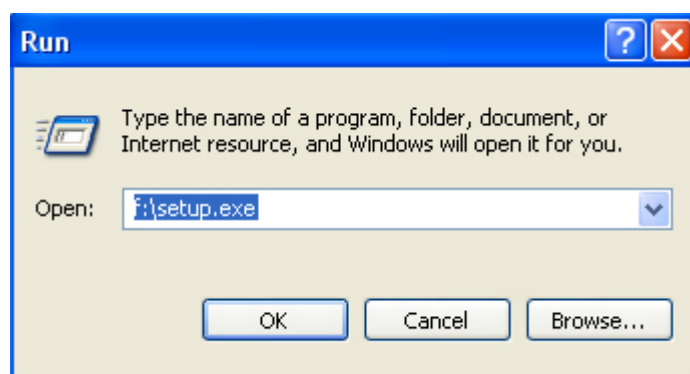 Run
Type the name of a program, folder, document, or
Internet resource, and Windows will open it for you.
Open: f:\setup.exe
OK Cancel Browse...